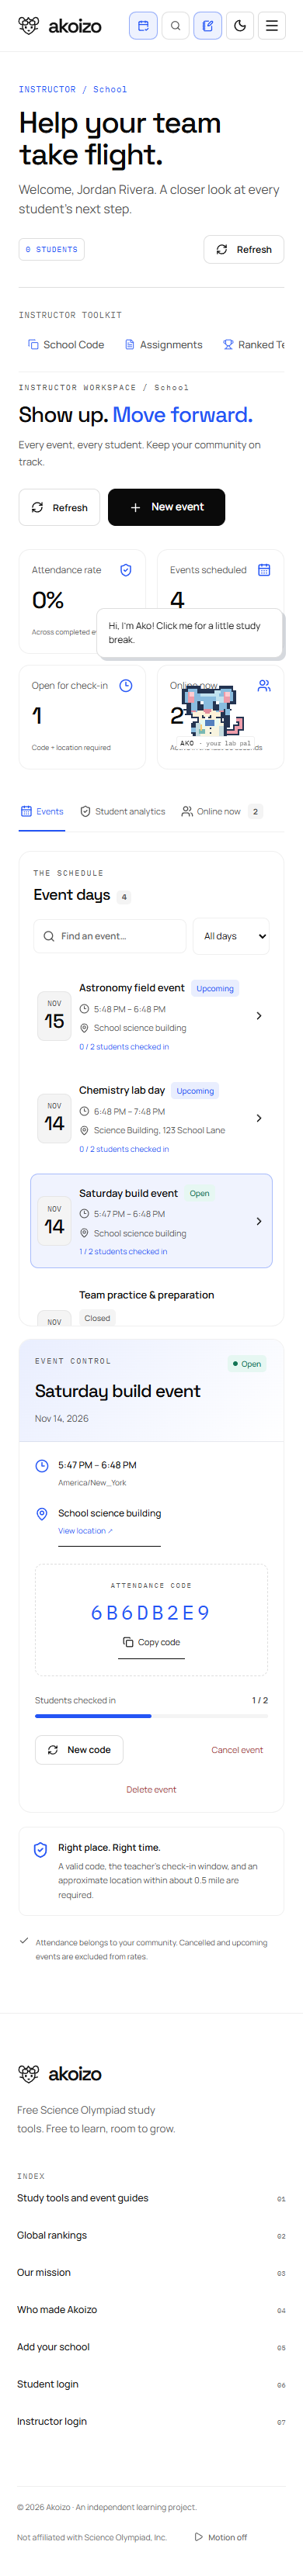 akoizo
INSTRUCTOR / School
Help your team
take flight.
Welcome, Jordan Rivera. A closer look at every
student's next step.
0 STUDENTS
Refresh
INSTRUCTOR TOOLKIT
School Code
Assignments
Ranked Te
INSTRUCTOR WORKSPACE / School
Show up. Move forward.
Every event, every student. Keep your community on
track.
Refresh
New event
Attendance rate
0%
Across completed e
Events scheduled
4
Hi, I'm Ako! Click me for a little study
break.
Open for check-in
1
Code + location required
Online now
2
AKO · your lab pal
Events
Student analytics
Online now 2
THE SCHEDULE
Event days 4
Find an event...
All days
NOV
15
Astronomy field event Upcoming
5:48 PM – 6:48 PM
School science building
0 / 2 students checked in
NOV
14
Chemistry lab day Upcoming
6:48 PM – 7:48 PM
Science Building, 123 School Lane
0 / 2 students checked in
NOV
14
Saturday build event Open
5:47 PM – 6:48 PM
School science building
1 / 2 students checked in
NOV
Team practice & preparation
Closed
EVENT CONTROL
Open
Saturday build event
Nov 14, 2026
5:47 PM – 6:48 PM
America/New_York
School science building
View location ↗
ATTENDANCE CODE
6B6DB2E9
Copy code
Students checked in
1 / 2
New code
Cancel event
Delete event
Right place. Right time.
A valid code, the teacher's check-in window, and an
approximate location within about 0.5 mile are
required.
Attendance belongs to your community. Cancelled and upcoming
events are excluded from rates.
akoizo
Free Science Olympiad study
tools. Free to learn, room to grow.
INDEX
Study tools and event guides 01
Global rankings 02
Our mission 03
Who made Akoizo 04
Add your school 05
Student login 06
Instructor login 07
© 2026 Akoizo · An independent learning project.
Not affiliated with Science Olympiad, Inc.
Motion off